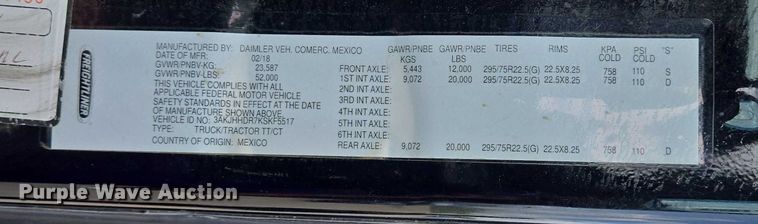 FREIGHTLINER
MANUFACTURED BY: DAIMLER VEH. COMERC. MEXICO
DATE OF MFR: 02/18
GVWR/PNBV-KG: 23,587
GVWR/PNBV-LBS: 52,000
THIS VEHICLE COMPLIES WITH ALL
APPLICABLE FEDERAL MOTOR VEHICLE
SAFETY STANDARDS IN EFFECT AT THE DATE
OF MANUFACTURE SHOWN ABOVE
VEHICLE ID NO: 3AKJHHDR7KSKF5517
TYPE: TRUCK/TRACTOR TT/CT
COUNTRY OF ORIGIN: MEXICO
GAWR/PNBE KGS GAWR/PNBE LBS TIRES RIMS KPA COLD PSI COLD "S"
FRONT AXLE: 5,443 12,000 295/75R22.5(G) 22.5X8.25 758 110 S
1ST INT AXLE: 9,072 20,000 295/75R22.5(G) 22.5X8.25 758 110 D
2ND INT AXLE:
3RD INT AXLE:
4TH INT AXLE:
5TH INT AXLE:
6TH INT AXLE:
REAR AXLE: 9,072 20,000 295/75R22.5(G) 22.5X8.25 758 110 D
Purple Wave Auction